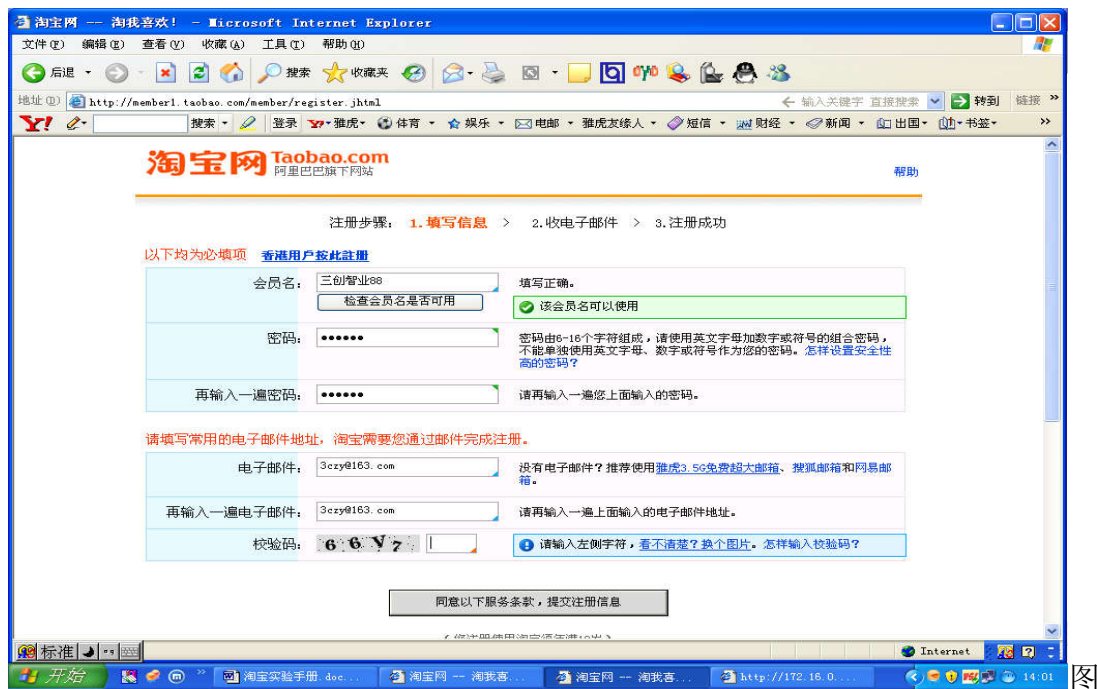 淘宝网 —— 淘我喜欢! - Microsoft Internet Explorer
文件(F) 编辑(E) 查看(V) 收藏(A) 工具(T) 帮助(H)
后退 搜索 收藏夹
地址(D) http://member1.taobao.com/member/register.jhtml 输入关键字 直接搜索 转到 链接 »
Y! 搜索 登录 雅虎 体育 娱乐 电邮 雅虎友缘人 短信 财经 新闻 出国 书签 »
淘宝网 Taobao.com
阿里巴巴旗下网站
帮助
注册步骤: 1.填写信息 > 2.收电子邮件 > 3.注册成功
以下均为必填项 香港用戶按此註冊
会员名: 三创智业88 填写正确。
检查会员名是否可用 该会员名可以使用
密码: •••••• 密码由6-16个字符组成,请使用英文字母加数字或符号的组合密码,
不能单独使用英文字母、数字或符号作为您的密码。怎样设置安全性
高的密码?
再输入一遍密码: •••••• 请再输入一遍您上面输入的密码。
请填写常用的电子邮件地址,淘宝需要您通过邮件完成注册。
电子邮件: 3czy@163.com 没有电子邮件?推荐使用雅虎3.5G免费超大邮箱、搜狐邮箱和网易邮
箱。
再输入一遍电子邮件: 3czy@163.com 请再输入一遍上面输入的电子邮件地址。
校验码: 66V7 请输入左侧字符,看不清楚?换个图片。怎样输入校验码?
同意以下服务条款,提交注册信息
标准 Internet
开始 » 淘宝实验手册.doc... 淘宝网 —— 淘我喜... 淘宝网 —— 淘我喜... http://172.16.0.... 14:01
图